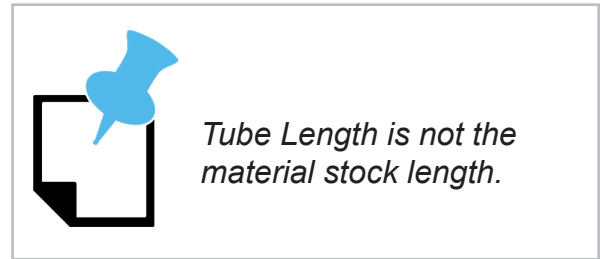 Tube Length is not the
material stock length.